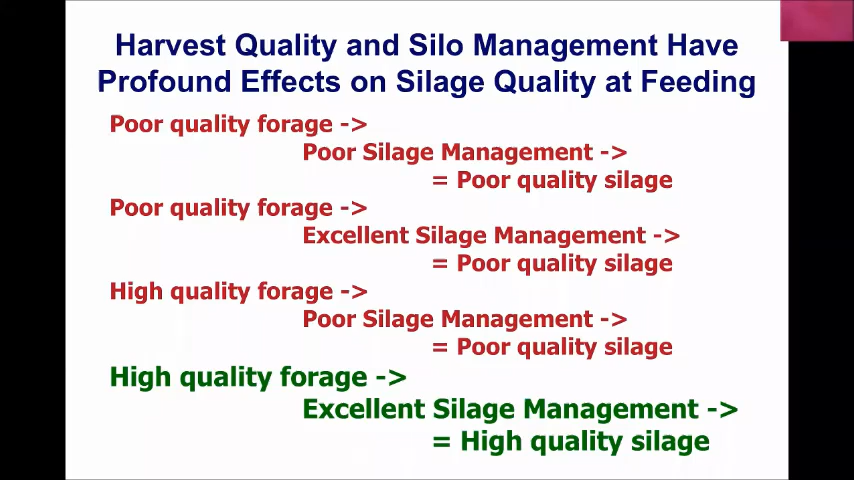 Harvest Quality and Silo Management Have
Profound Effects on Silage Quality at Feeding
Poor quality forage ->
Poor Silage Management ->
= Poor quality silage
Poor quality forage ->
Excellent Silage Management ->
= Poor quality silage
High quality forage ->
Poor Silage Management ->
= Poor quality silage
High quality forage ->
Excellent Silage Management ->
= High quality silage